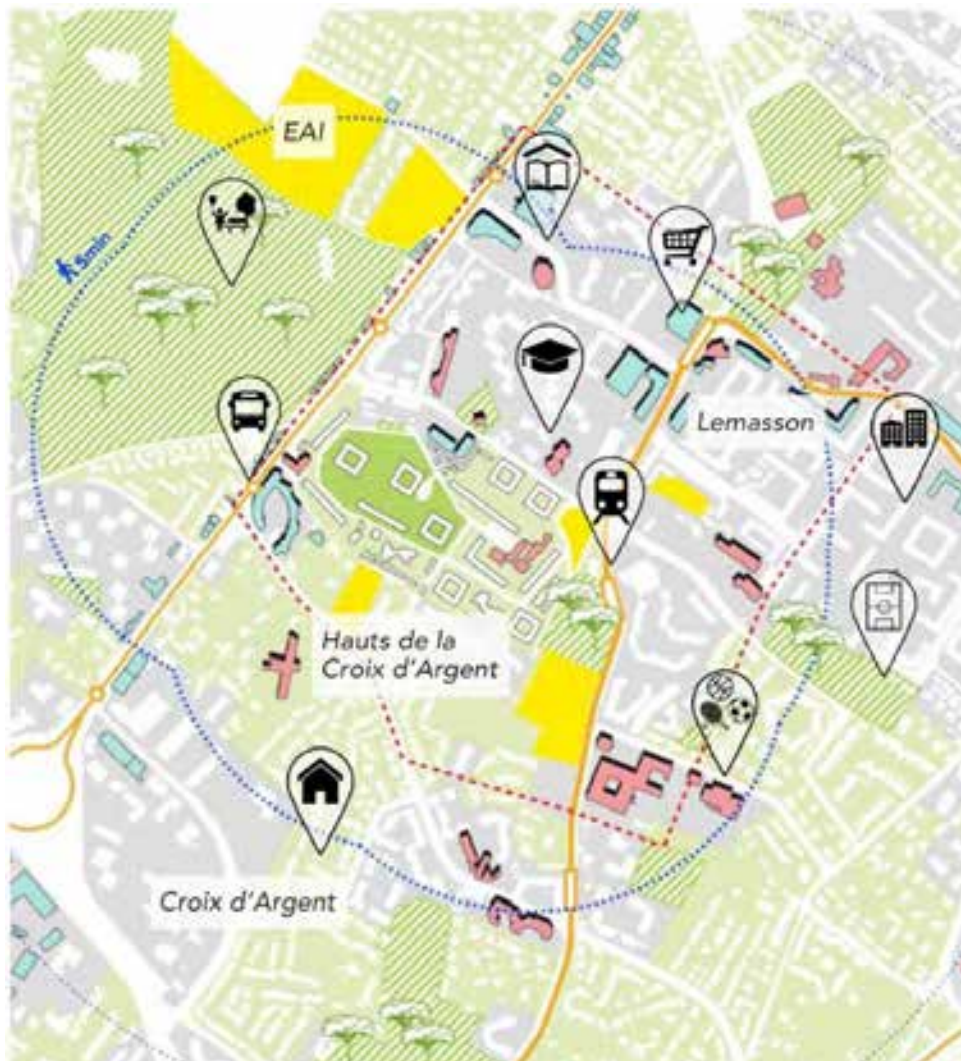 EAI
5min
Lemasson
Hauts de la
Croix d'Argent
Croix d'Argent